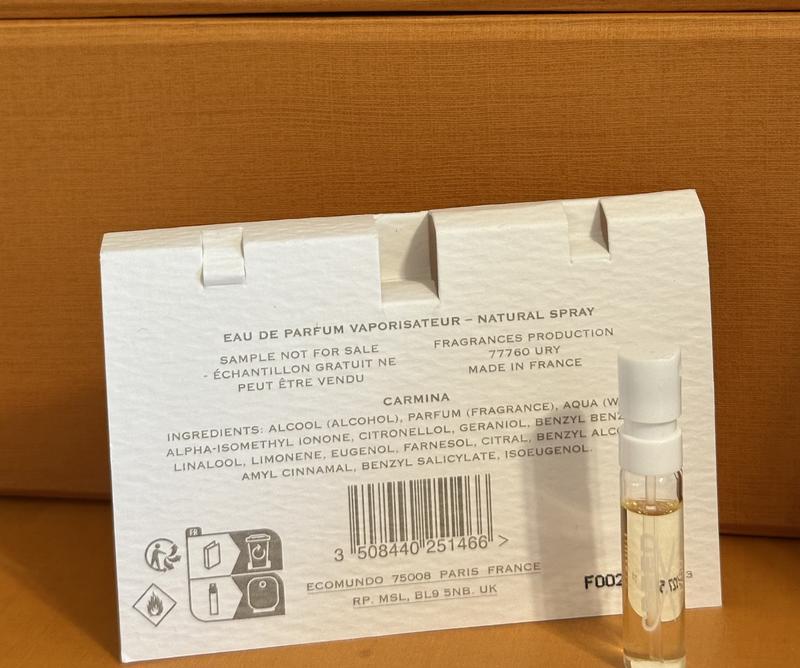 EAU DE PARFUM VAPORISATEUR – NATURAL SPRAY
SAMPLE NOT FOR SALE
- ÉCHANTILLON GRATUIT NE
PEUT ÊTRE VENDU
FRAGRANCES PRODUCTION
77760 URY
MADE IN FRANCE
CARMINA
INGREDIENTS: ALCOOL (ALCOHOL), PARFUM (FRAGRANCE), AQUA
ALPHA-ISOMETHYL IONONE, CITRONELLOL, GERANIOL, BENZYL
LINALOOL, LIMONENE, EUGENOL, FARNESOL, CITRAL, BENZYL
AMYL CINNAMAL, BENZYL SALICYLATE, ISOEUGENOL.
3 508440 251466 >
FR
ECOMUNDO 75008 PARIS FRANCE
RP. MSL, BL9 5NB. UK